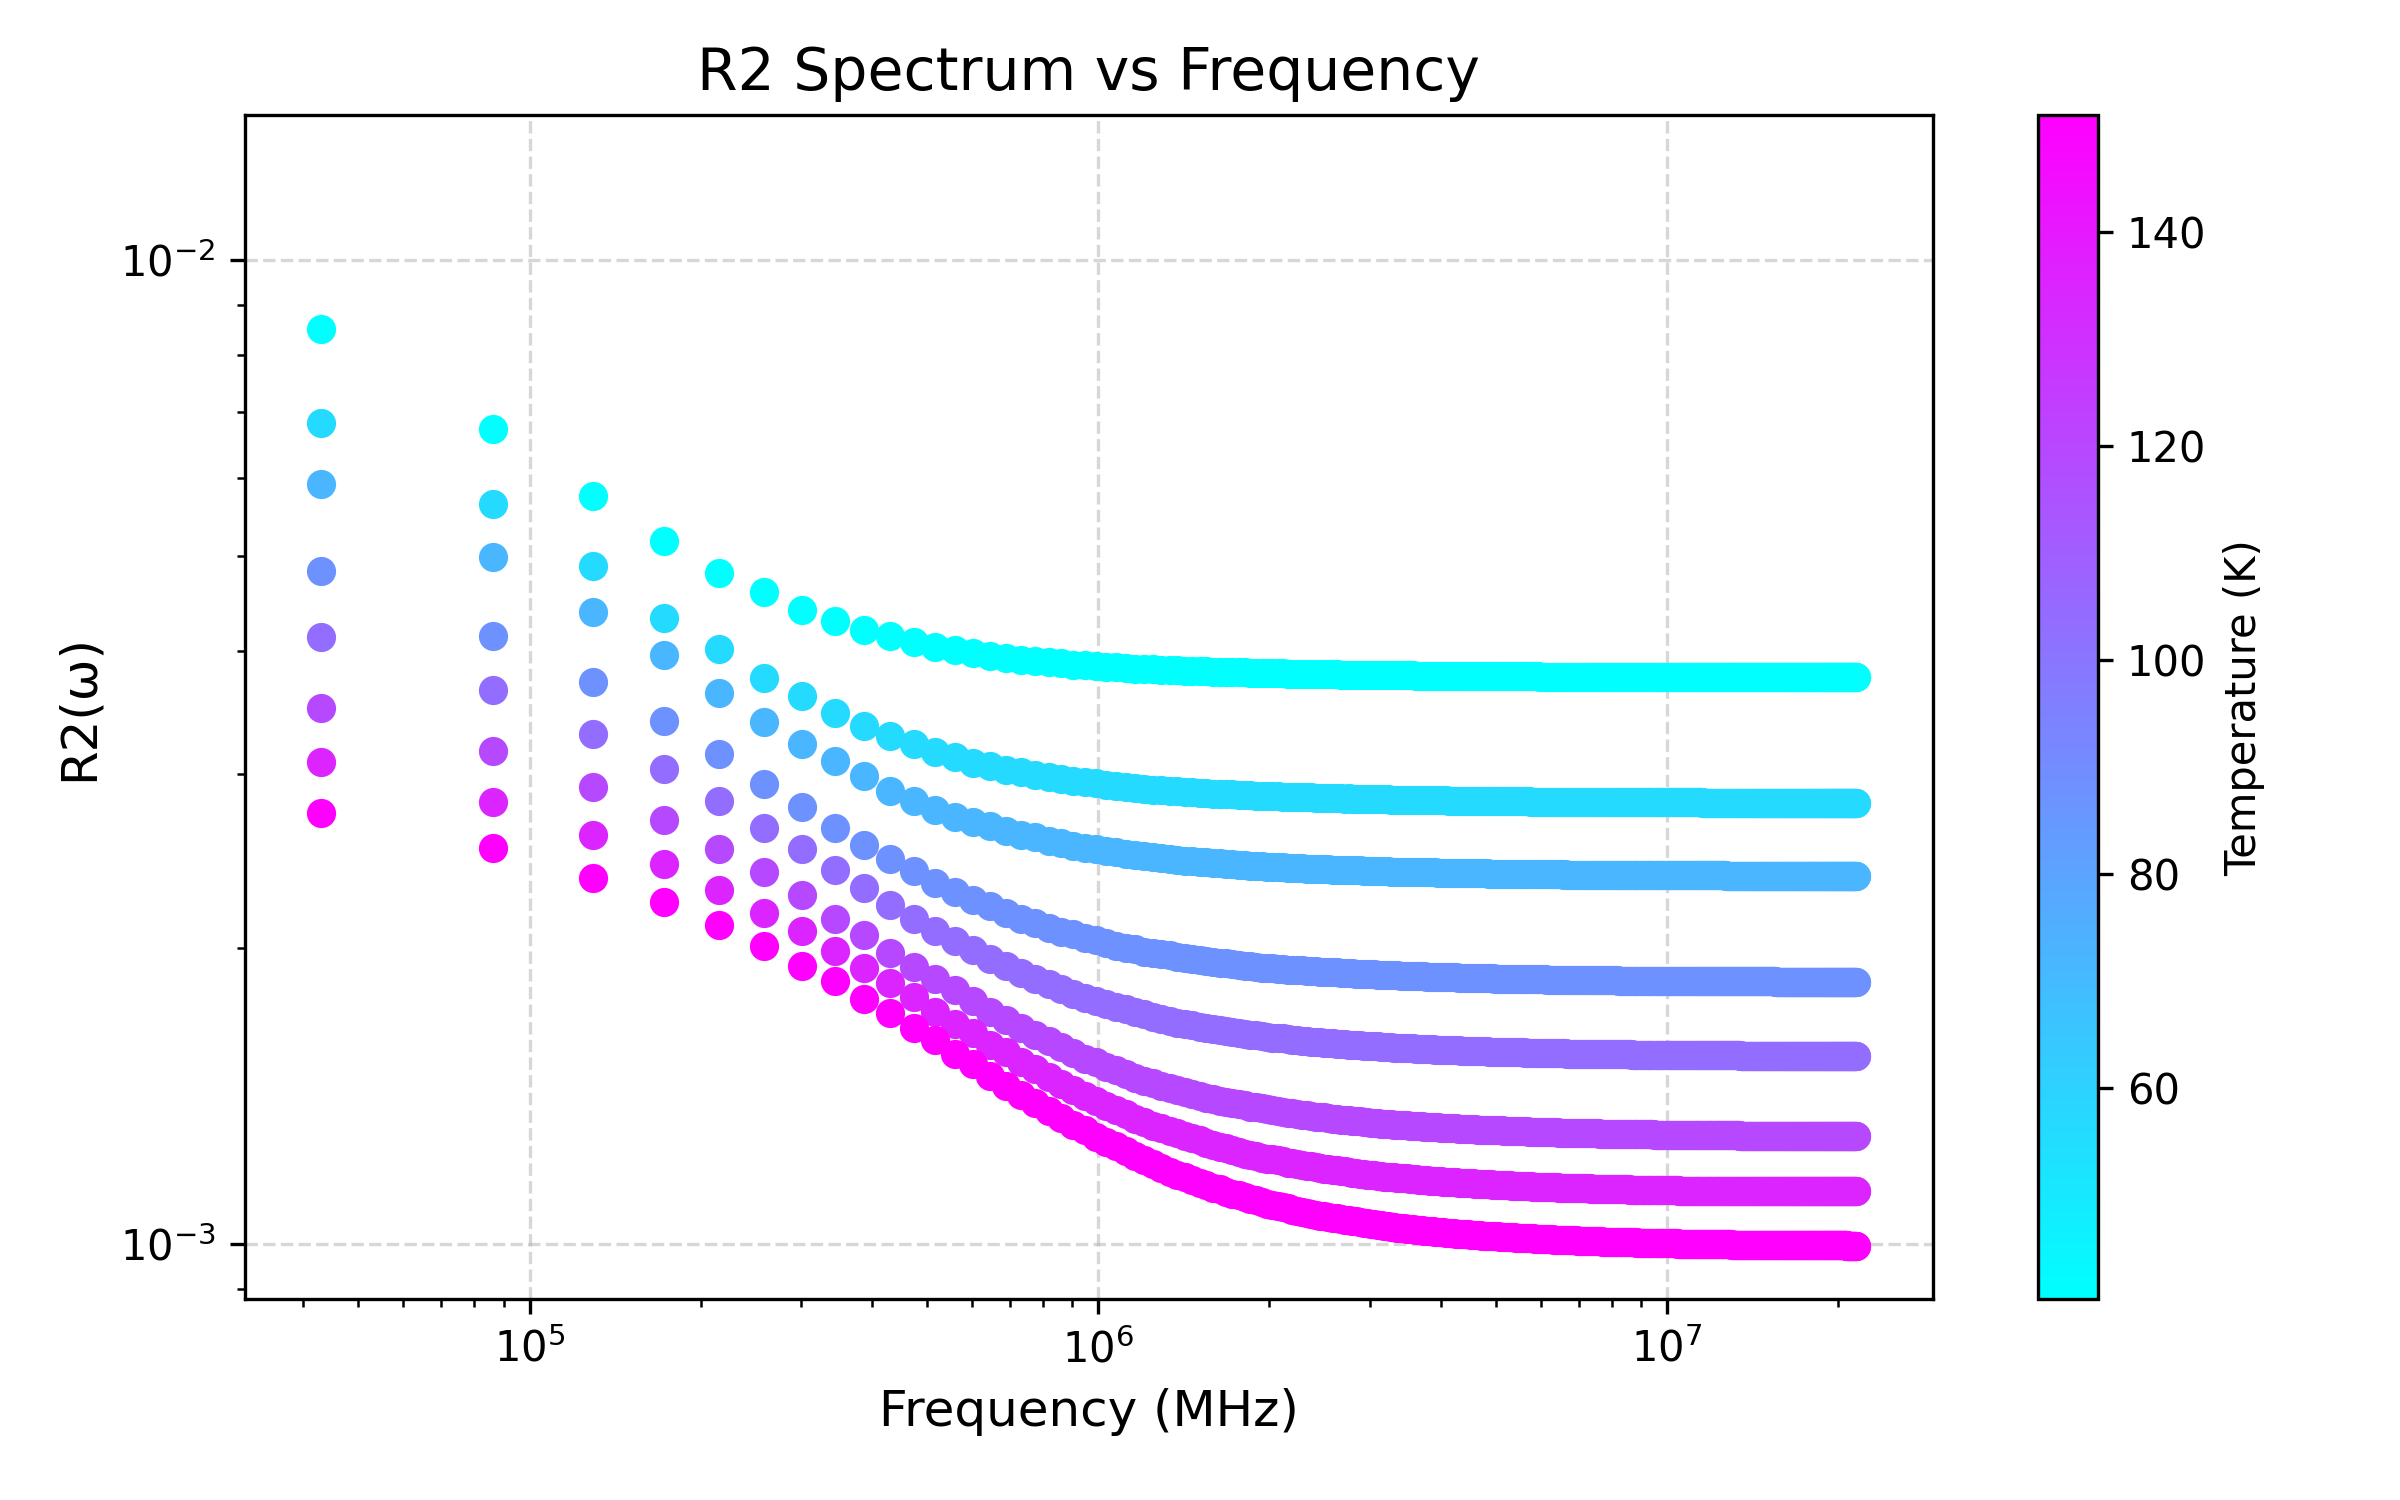 R2 Spectrum vs Frequency
10⁻²
10⁻³
R2(ω)
10⁵
10⁶
10⁷
Frequency (MHz)
140
120
100
80
60
Temperature (K)